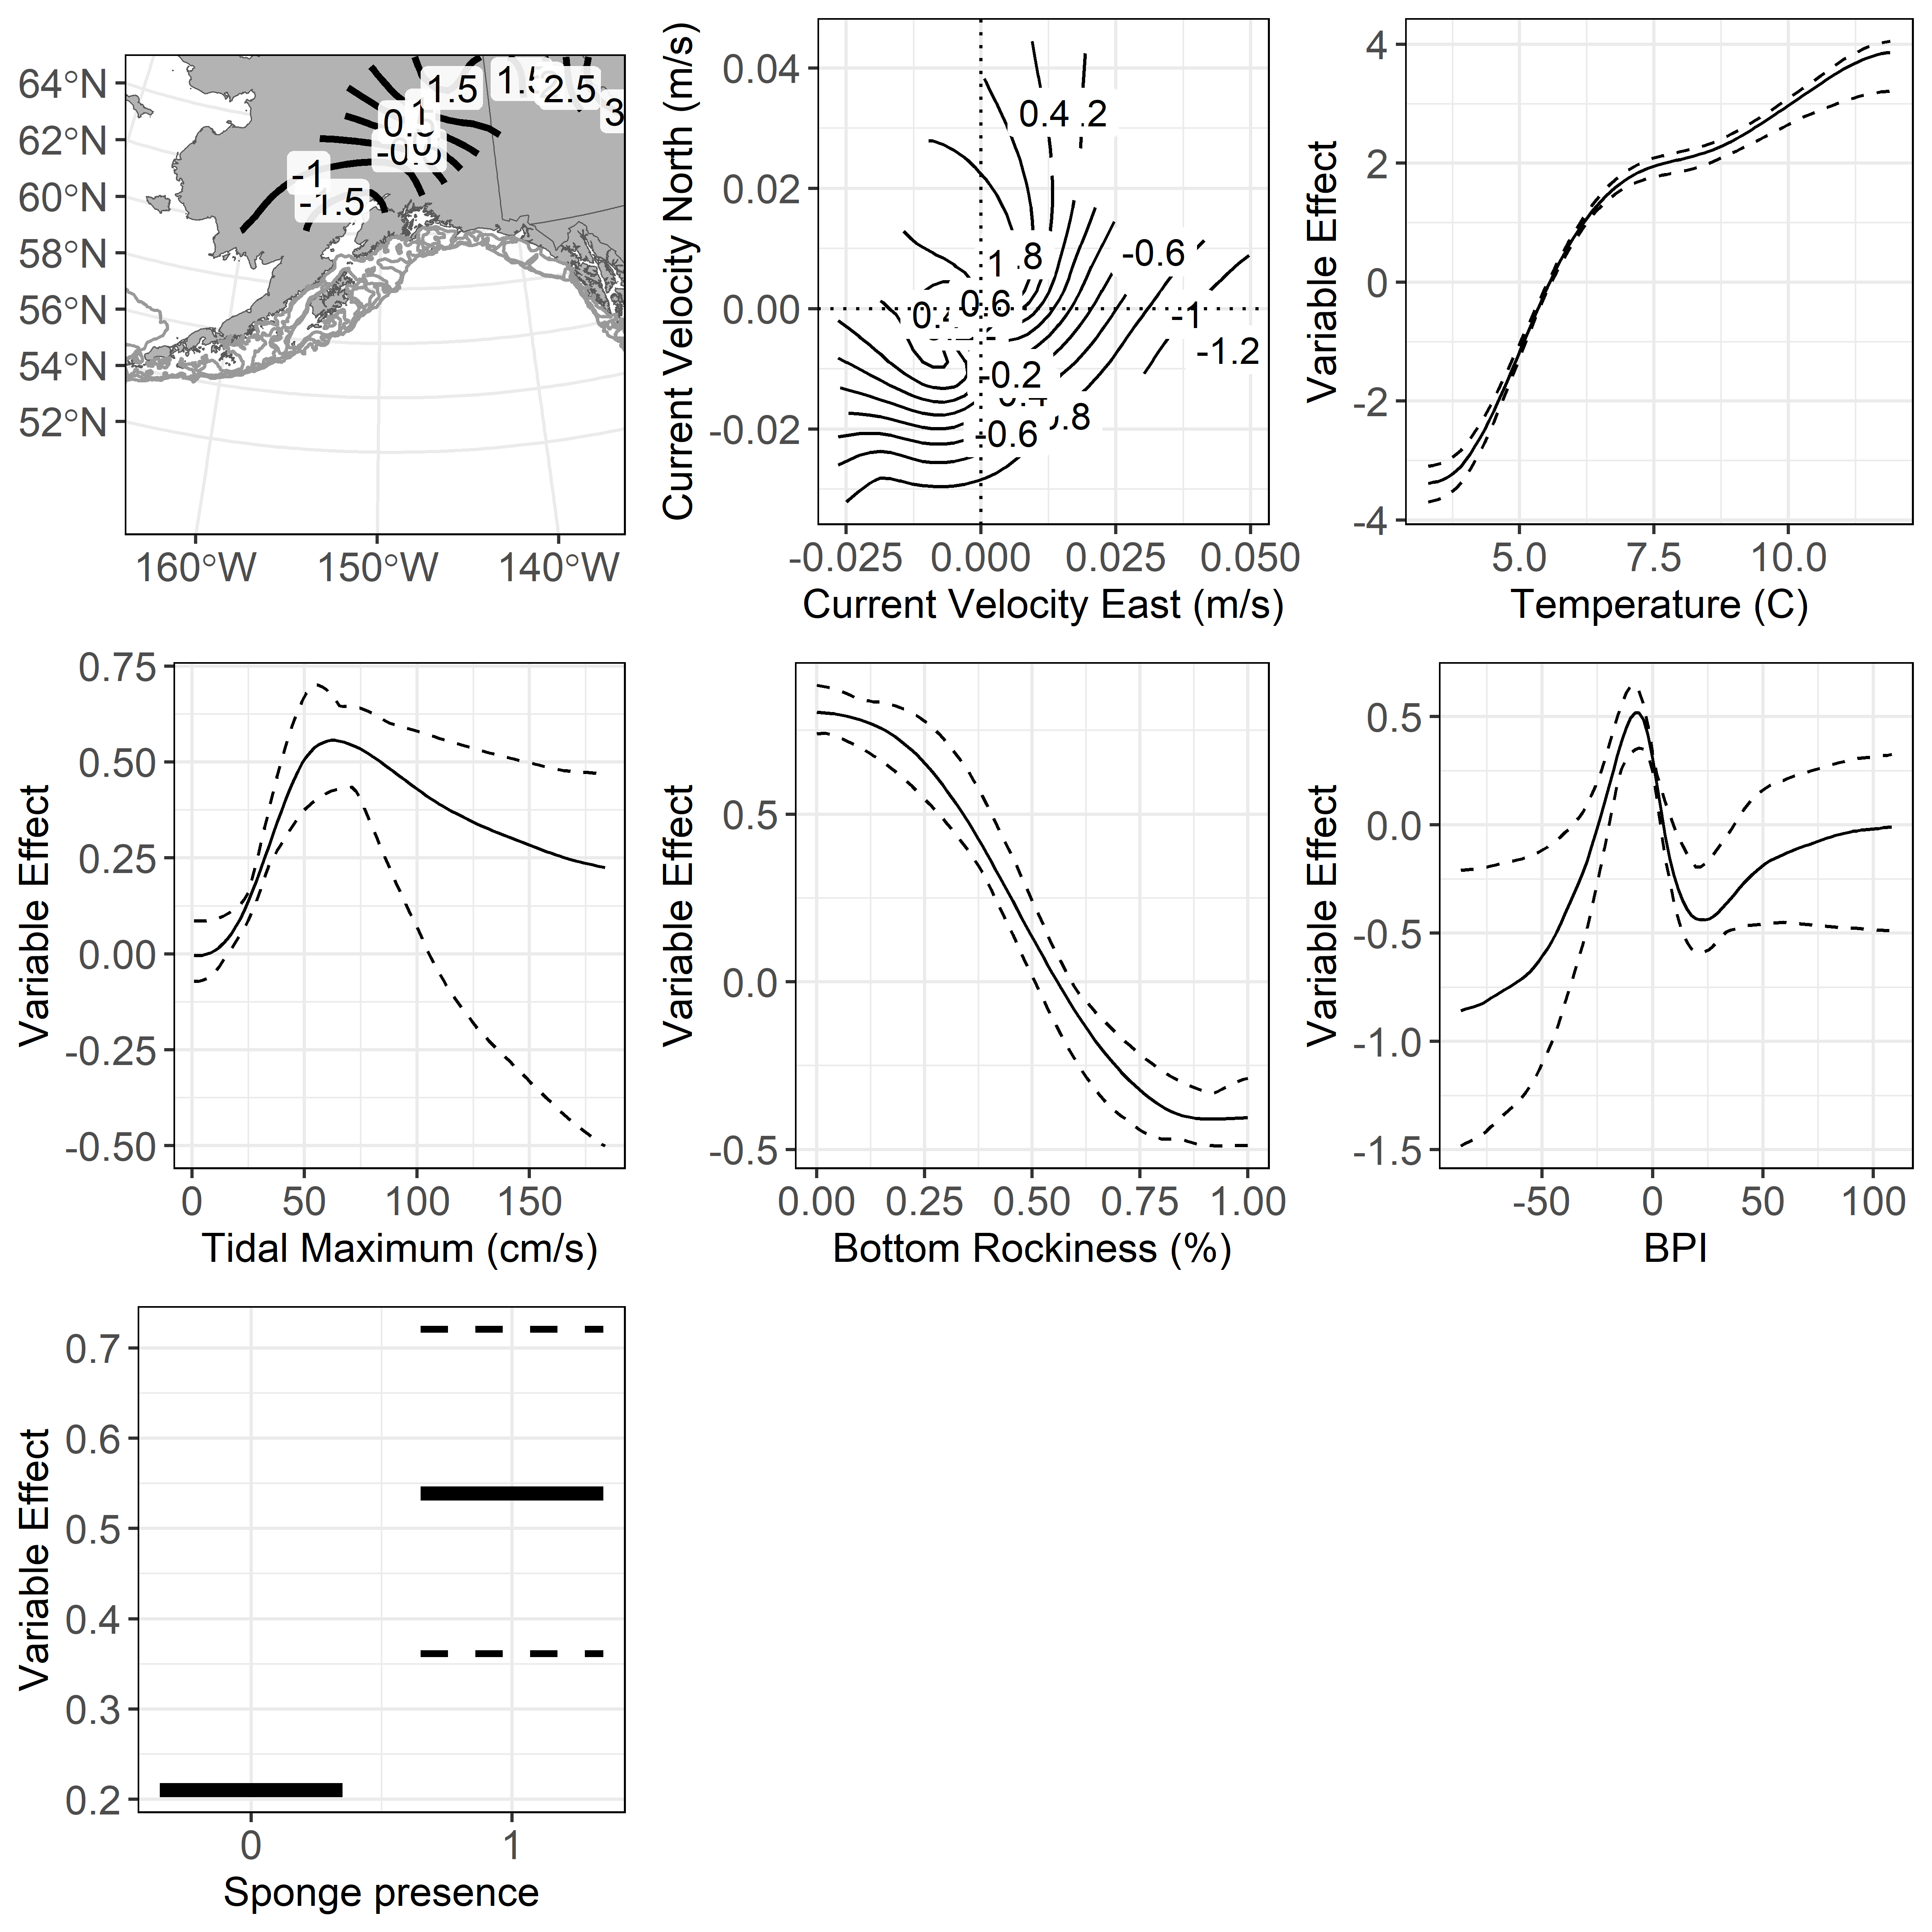 64°N
62°N
60°N
58°N
56°N
54°N
52°N
160°W 150°W 140°W
1.5
2.5
3
1
0.5
-1
-1.5
Current Velocity North (m/s)
0.04
0.02
0.00
-0.02
0.4
-0.6
1
0.6
-1
-1.2
-0.2
-0.6
-0.025 0.000 0.025 0.050
Current Velocity East (m/s)
Variable Effect
4
2
0
-2
-4
5.0 7.5 10.0
Temperature (C)
Variable Effect
0.75
0.50
0.25
0.00
-0.25
-0.50
0 50 100 150
Tidal Maximum (cm/s)
Variable Effect
0.5
0.0
-0.5
0.00 0.25 0.50 0.75 1.00
Bottom Rockiness (%)
Variable Effect
0.5
0.0
-0.5
-1.0
-1.5
-50 0 50 100
BPI
Variable Effect
0.7
0.6
0.5
0.4
0.3
0.2
0 1
Sponge presence